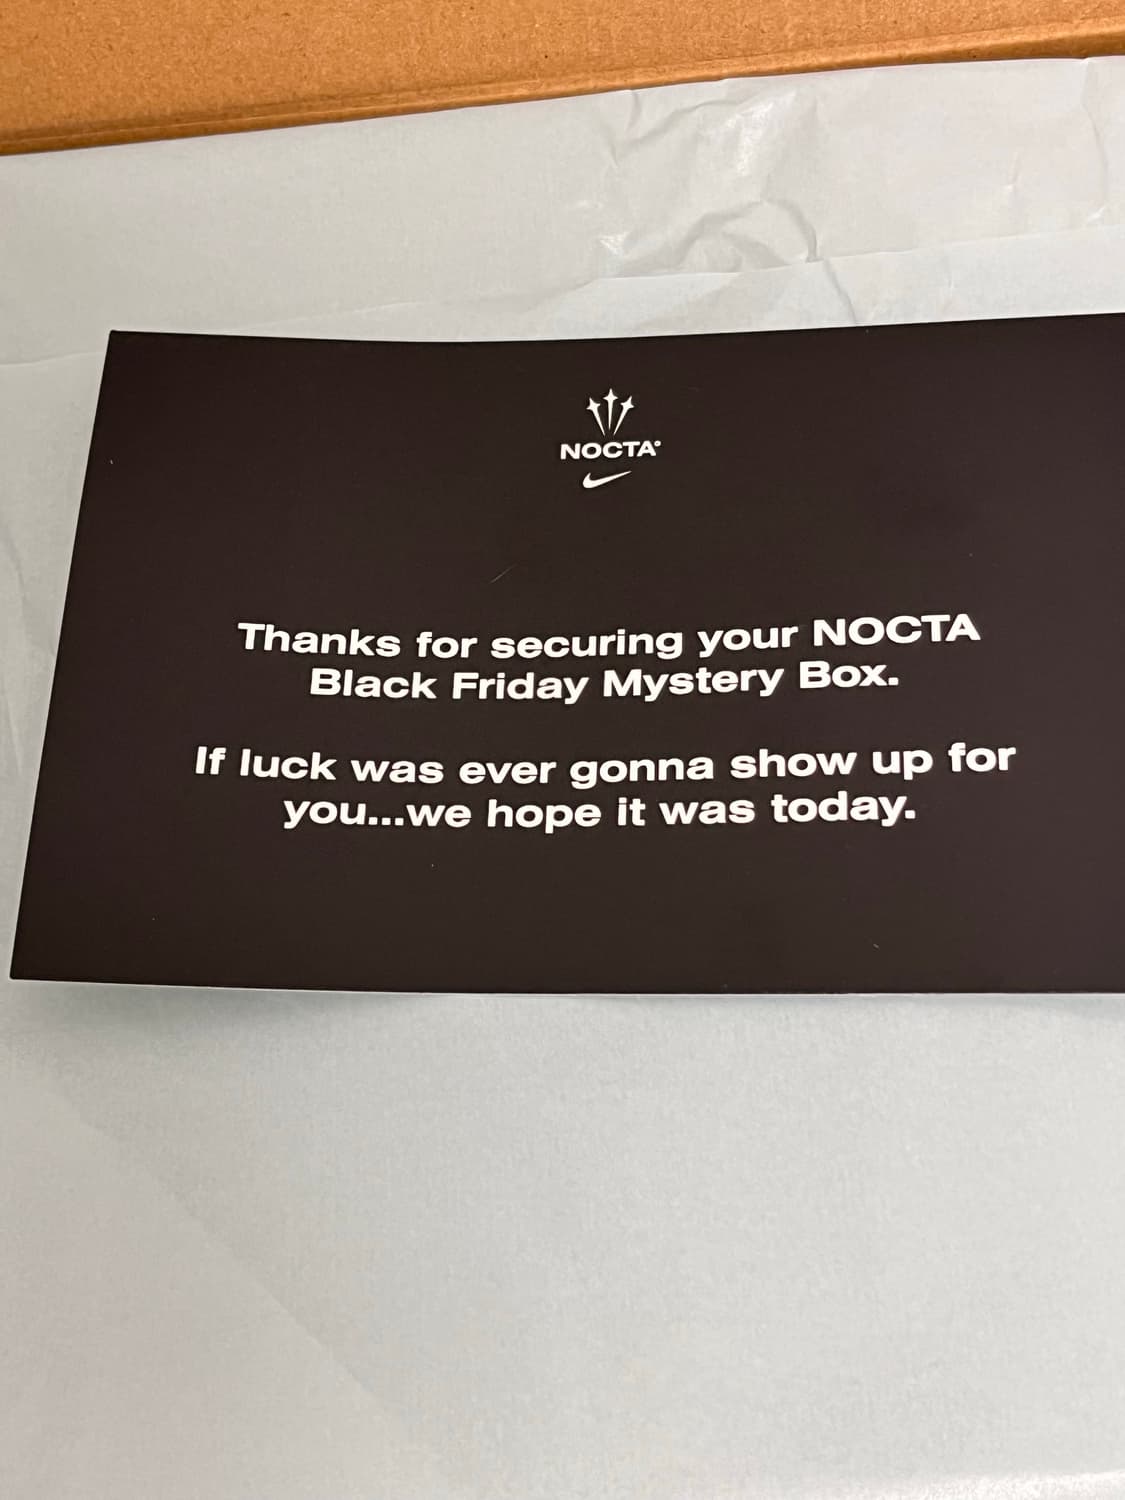 NOCTA°
Thanks for securing your NOCTA
Black Friday Mystery Box.
If luck was ever gonna show up for
you...we hope it was today.